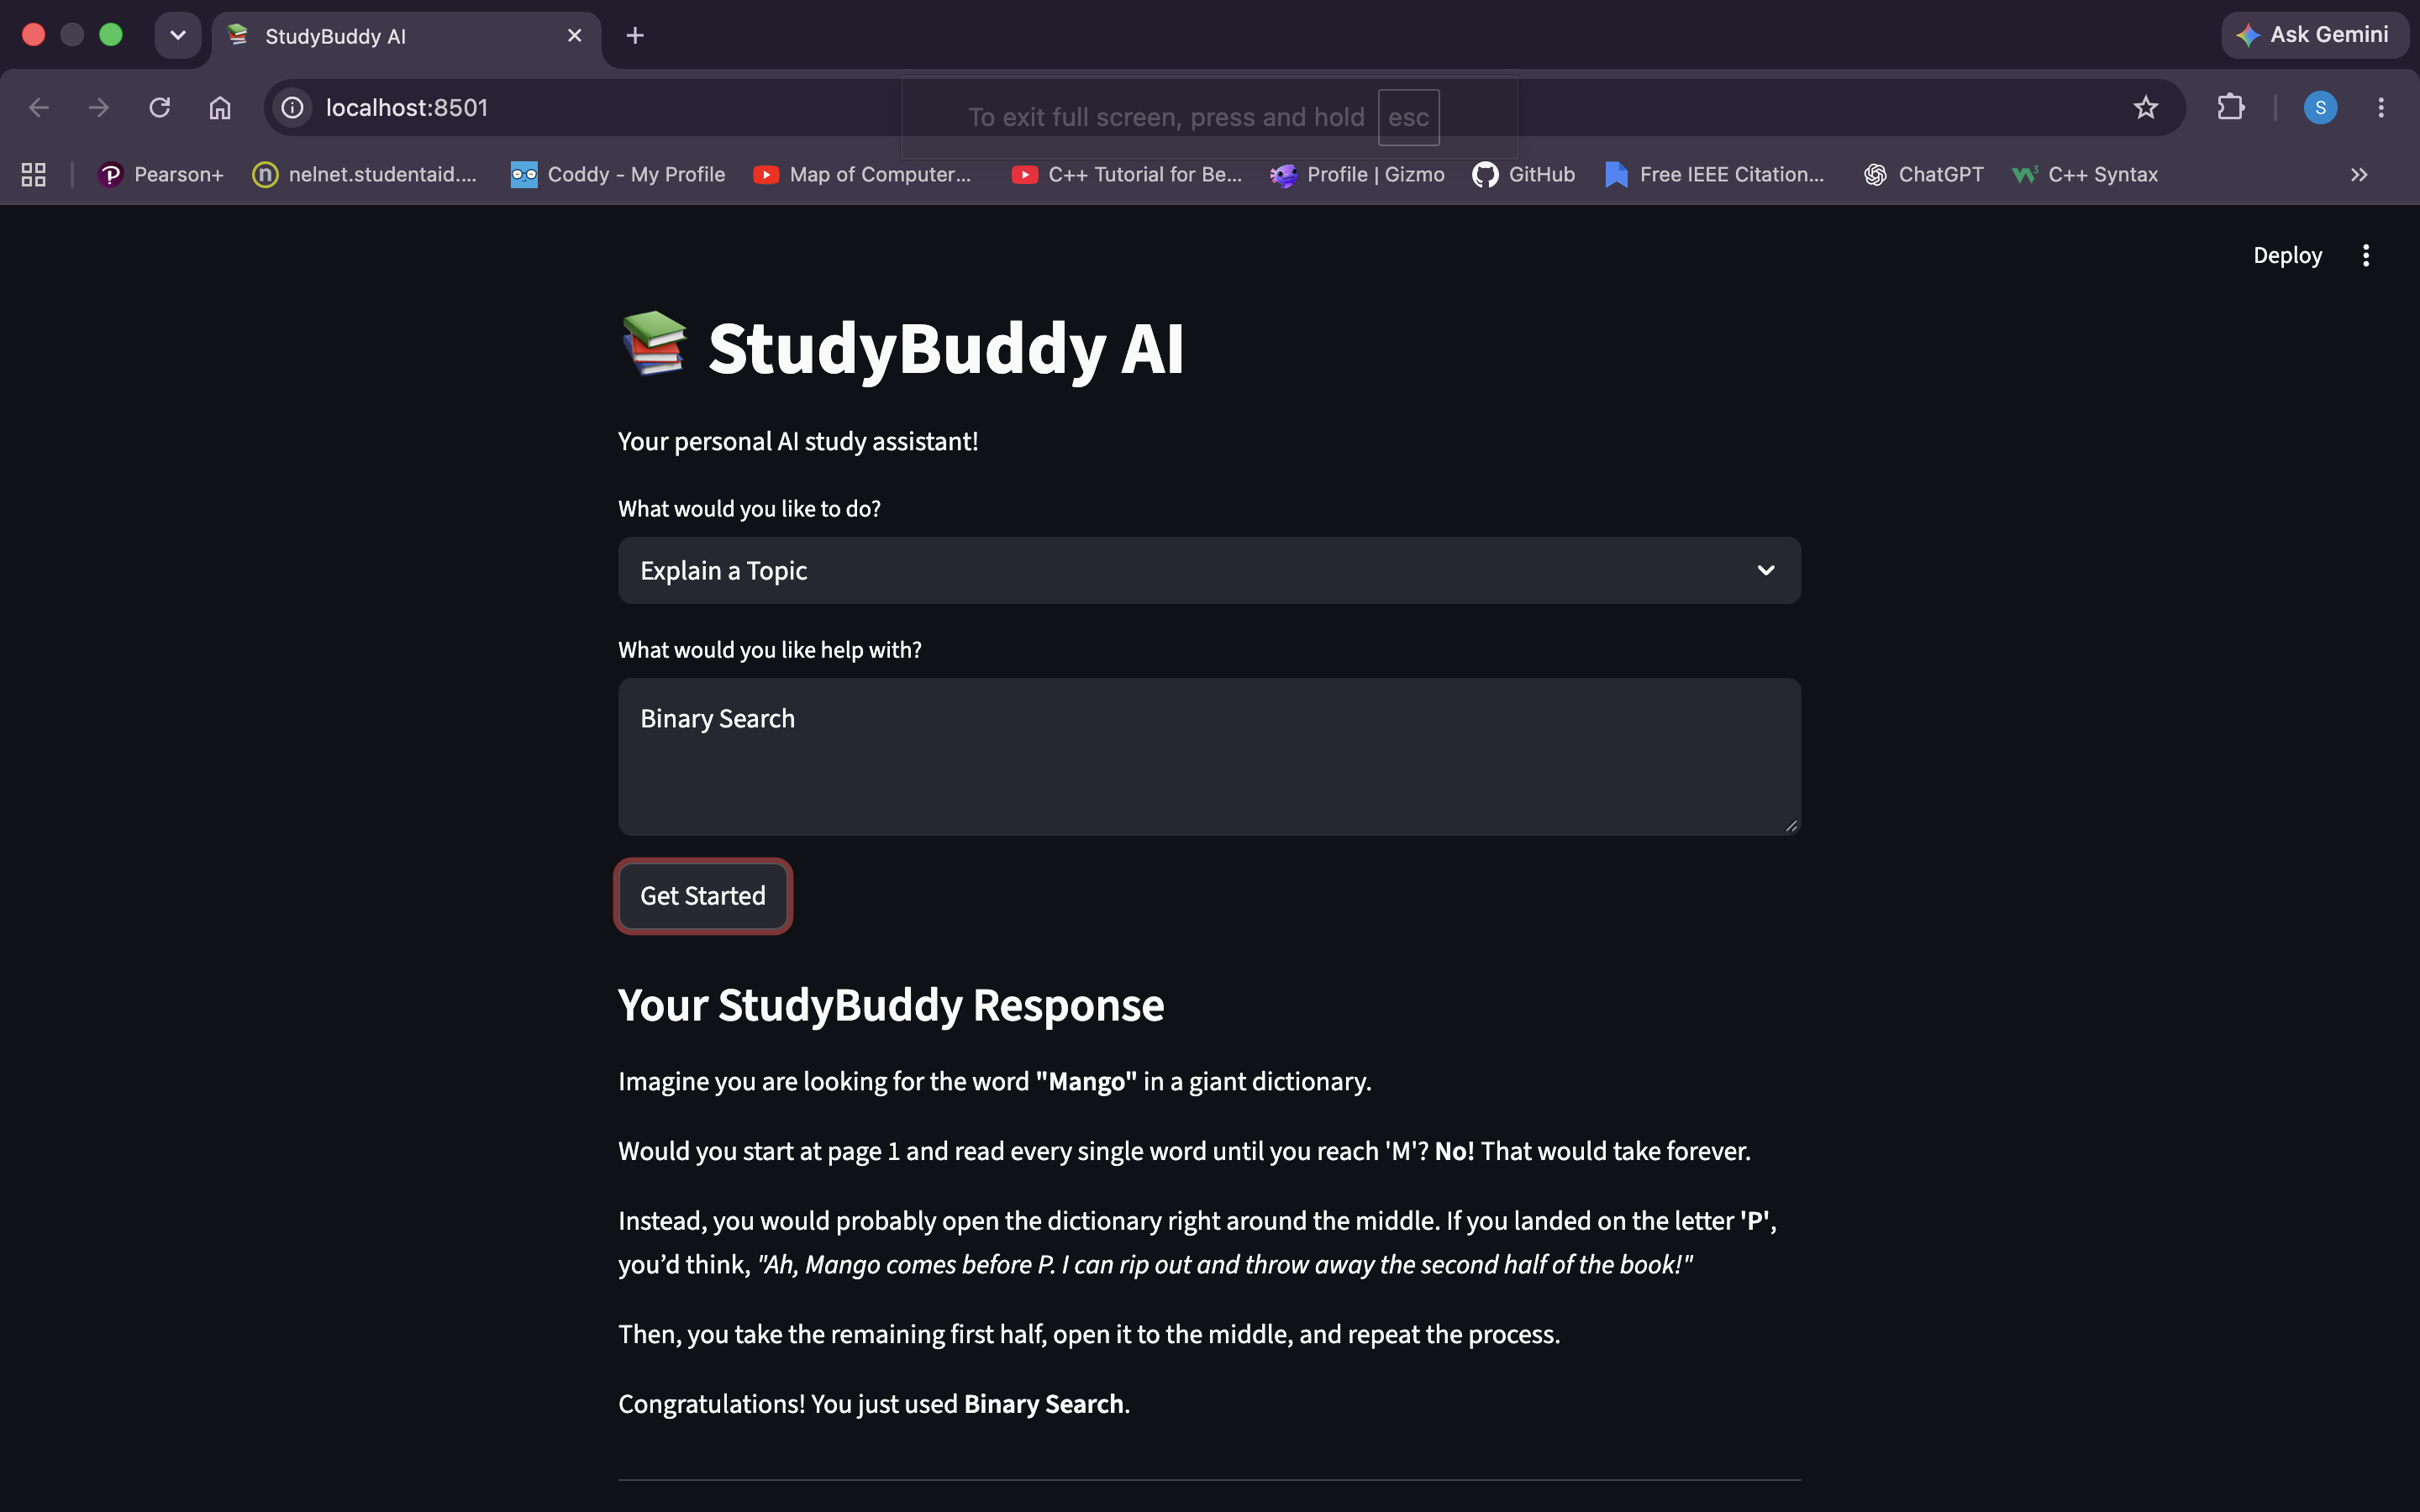 StudyBuddy AI
Ask Gemini
localhost:8501
To exit full screen, press and hold esc
S
Pearson+
nelnet.studentaid....
Coddy - My Profile
Map of Computer...
C++ Tutorial for Be...
Profile | Gizmo
GitHub
Free IEEE Citation...
ChatGPT
C++ Syntax
Deploy
StudyBuddy AI
Your personal AI study assistant!
What would you like to do?
Explain a Topic
What would you like help with?
Binary Search
Get Started
Your StudyBuddy Response
Imagine you are looking for the word "Mango" in a giant dictionary.
Would you start at page 1 and read every single word until you reach 'M'? No! That would take forever.
Instead, you would probably open the dictionary right around the middle. If you landed on the letter 'P',
you’d think, "Ah, Mango comes before P. I can rip out and throw away the second half of the book!"
Then, you take the remaining first half, open it to the middle, and repeat the process.
Congratulations! You just used Binary Search.